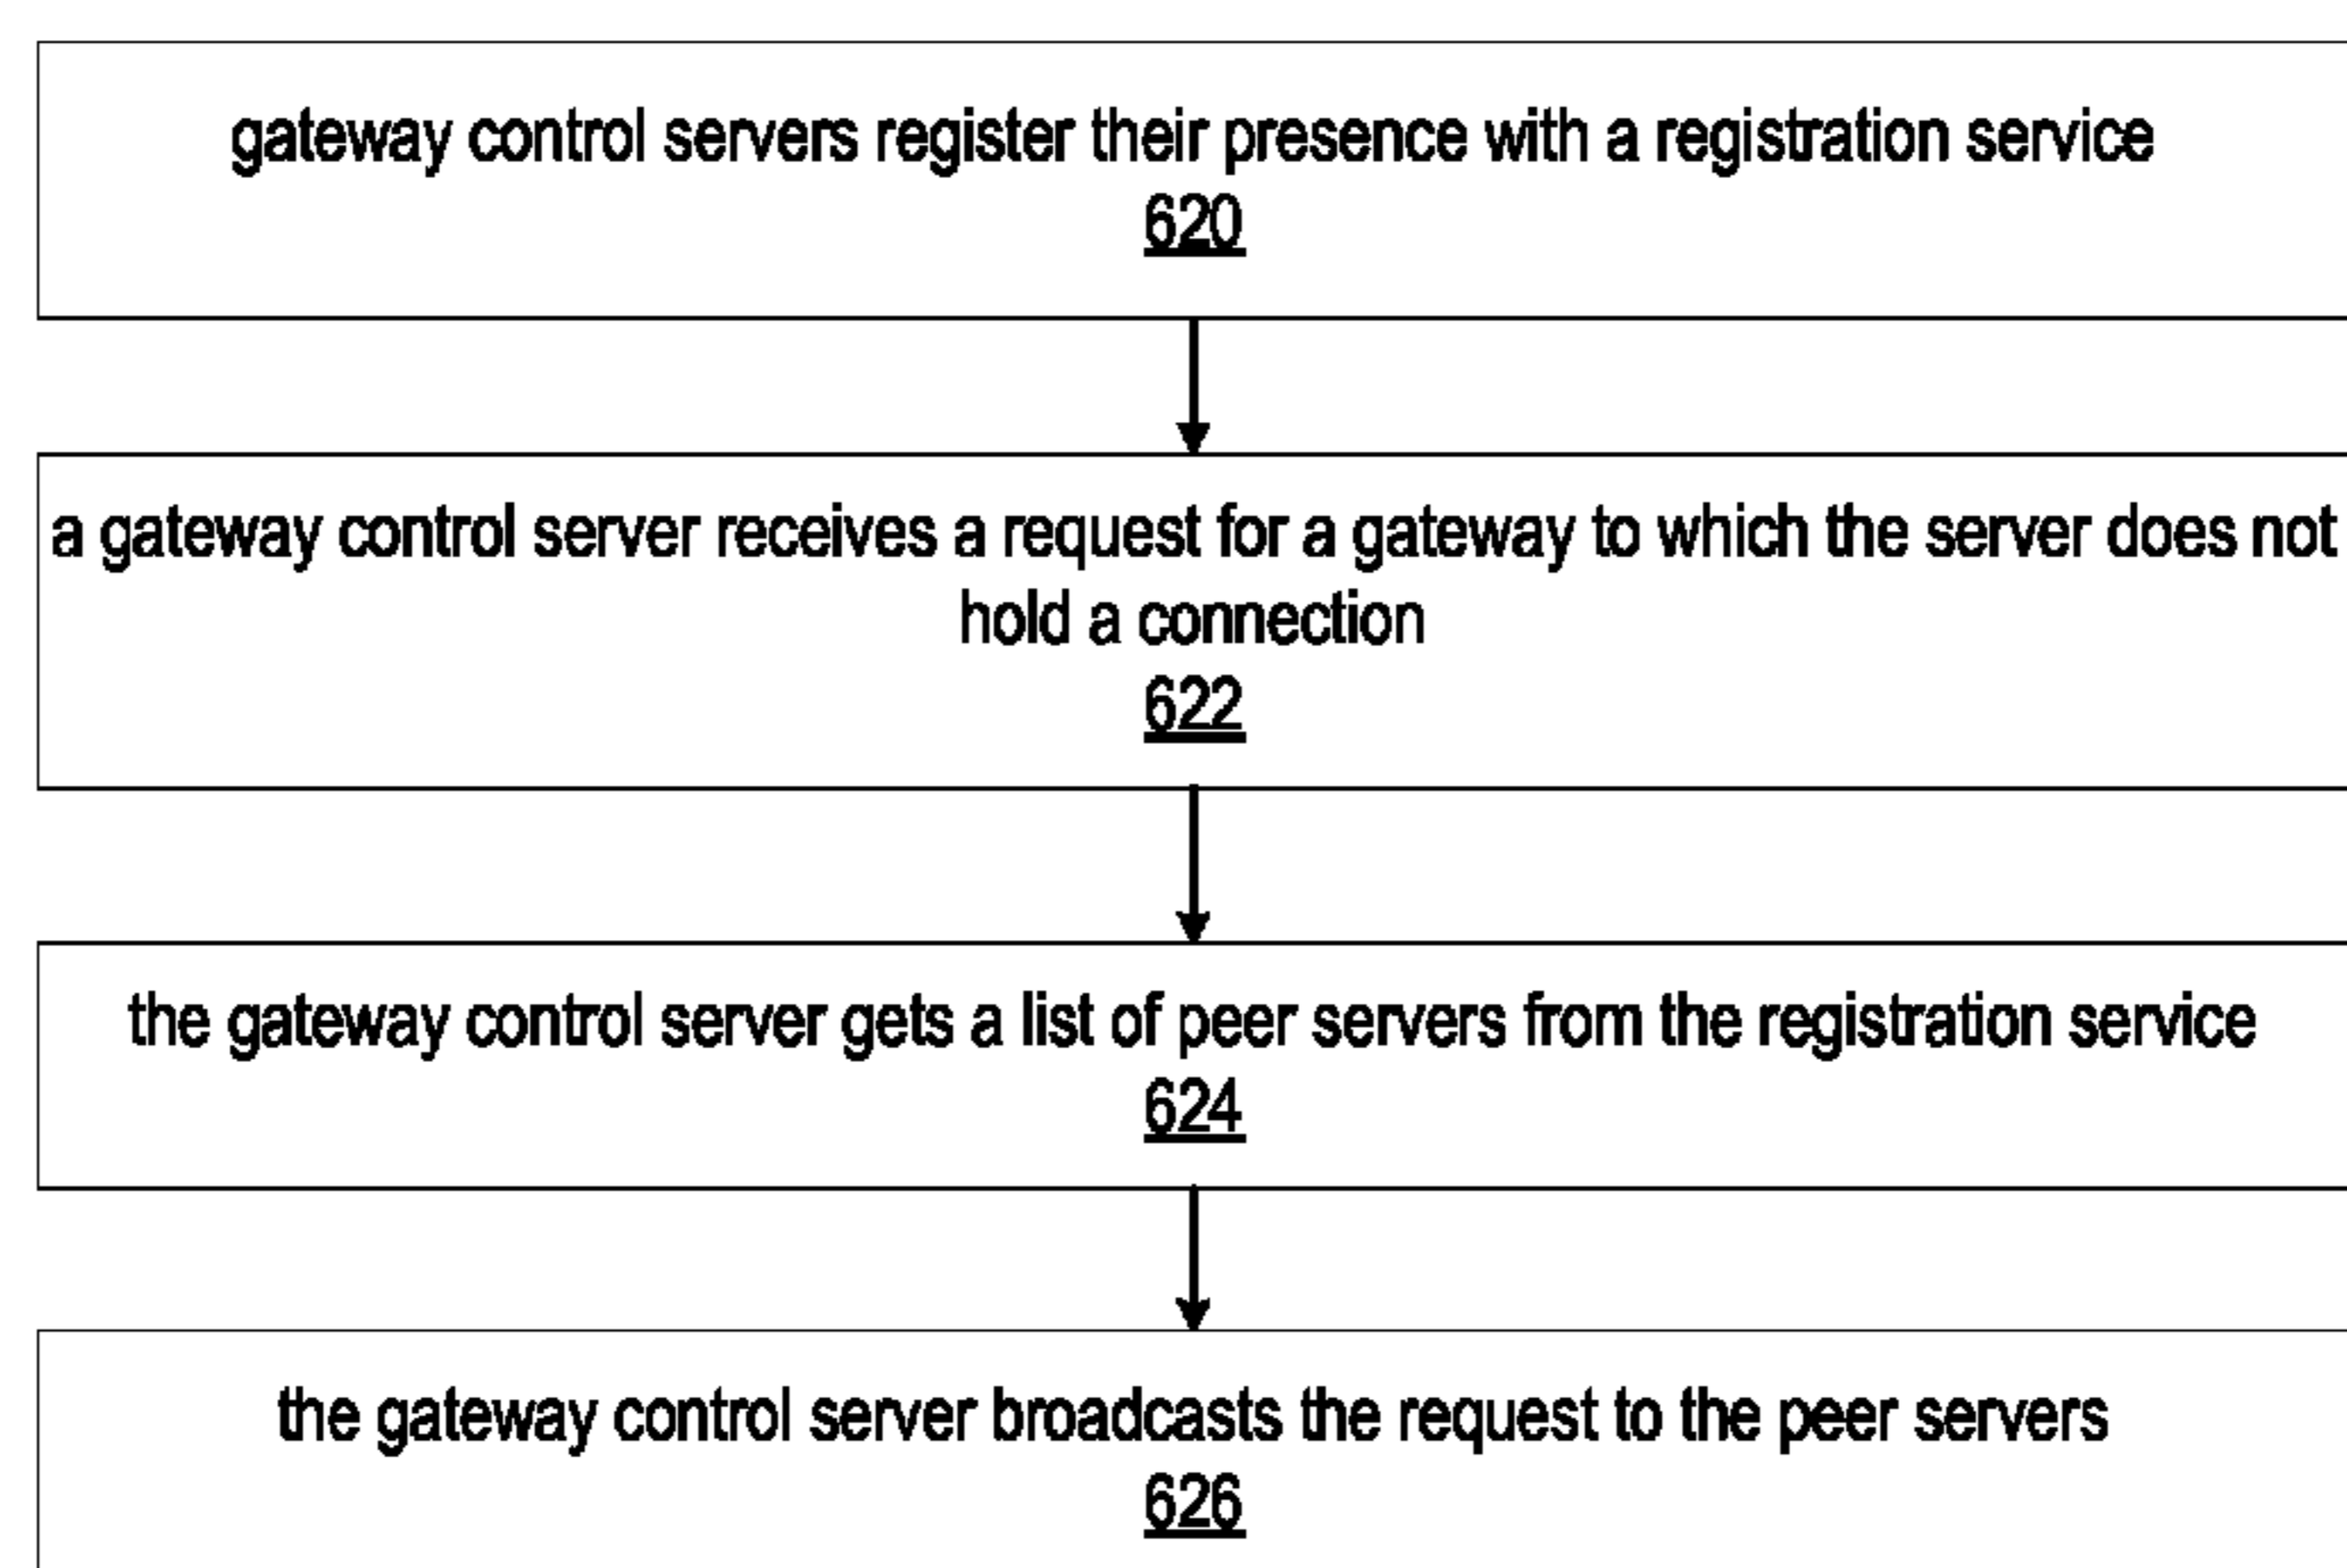 gateway control servers register their presence with a registration service
620
a gateway control server receives a request for a gateway to which the server does not
hold a connection
622
the gateway control server gets a list of peer servers from the registration service
624
the gateway control server broadcasts the request to the peer servers
626